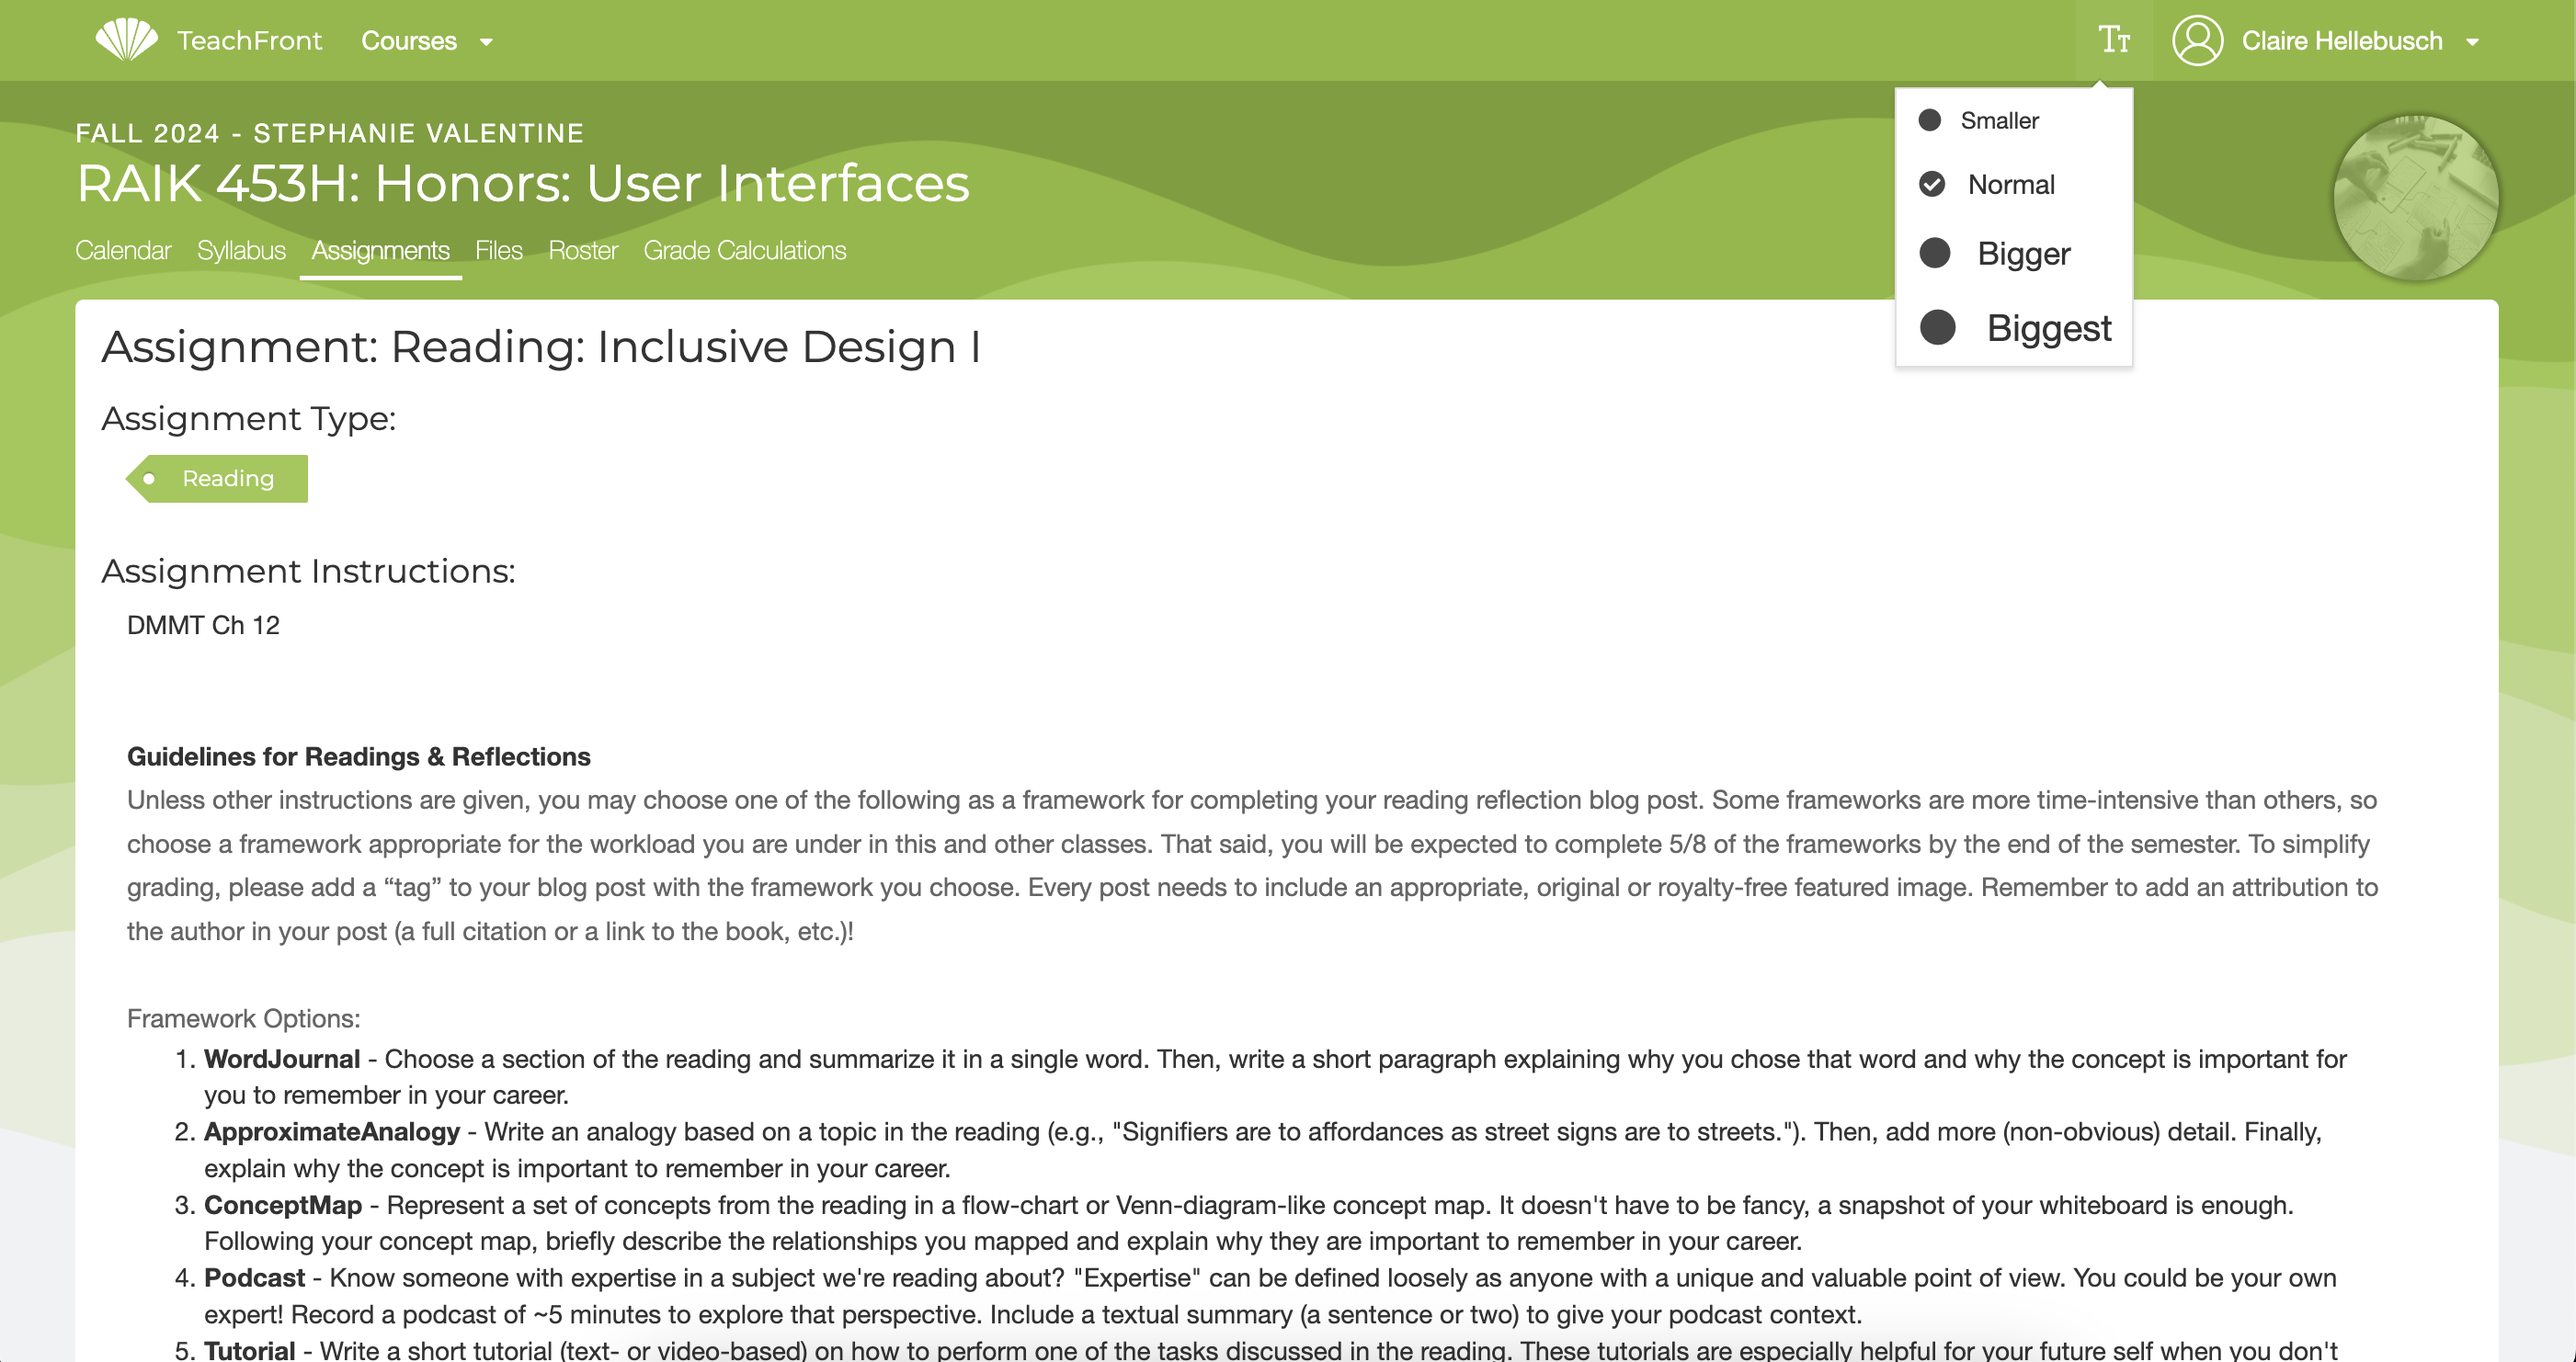 TeachFront Courses
Tт Claire Hellebusch
Smaller
Normal
Bigger
Biggest
FALL 2024 - STEPHANIE VALENTINE
RAIK 453H: Honors: User Interfaces
Calendar Syllabus Assignments Files Roster Grade Calculations
Assignment: Reading: Inclusive Design I
Assignment Type:
Reading
Assignment Instructions:
DMMT Ch 12
Guidelines for Readings & Reflections
Unless other instructions are given, you may choose one of the following as a framework for completing your reading reflection blog post. Some frameworks are more time-intensive than others, so
choose a framework appropriate for the workload you are under in this and other classes. That said, you will be expected to complete 5/8 of the frameworks by the end of the semester. To simplify
grading, please add a “tag” to your blog post with the framework you choose. Every post needs to include an appropriate, original or royalty-free featured image. Remember to add an attribution to
the author in your post (a full citation or a link to the book, etc.)!
Framework Options:
1. WordJournal - Choose a section of the reading and summarize it in a single word. Then, write a short paragraph explaining why you chose that word and why the concept is important for
you to remember in your career.
2. ApproximateAnalogy - Write an analogy based on a topic in the reading (e.g., "Signifiers are to affordances as street signs are to streets."). Then, add more (non-obvious) detail. Finally,
explain why the concept is important to remember in your career.
3. ConceptMap - Represent a set of concepts from the reading in a flow-chart or Venn-diagram-like concept map. It doesn't have to be fancy, a snapshot of your whiteboard is enough.
Following your concept map, briefly describe the relationships you mapped and explain why they are important to remember in your career.
4. Podcast - Know someone with expertise in a subject we're reading about? "Expertise" can be defined loosely as anyone with a unique and valuable point of view. You could be your own
expert! Record a podcast of ~5 minutes to explore that perspective. Include a textual summary (a sentence or two) to give your podcast context.
5. Tutorial - Write a short tutorial (text- or video-based) on how to perform one of the tasks discussed in the reading. These tutorials are especially helpful for your future self when you don't